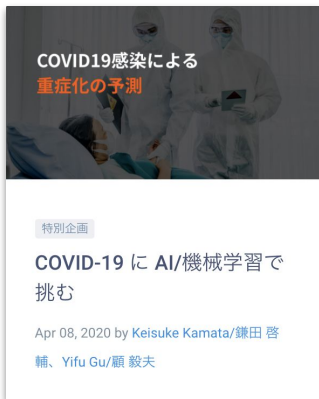 COVID19感染による
重症化の予測
特別企画
COVID-19 に AI/機械学習で
挑む
Apr 08, 2020 by Keisuke Kamata/鎌田 啓
輔、Yifu Gu/顧 毅夫